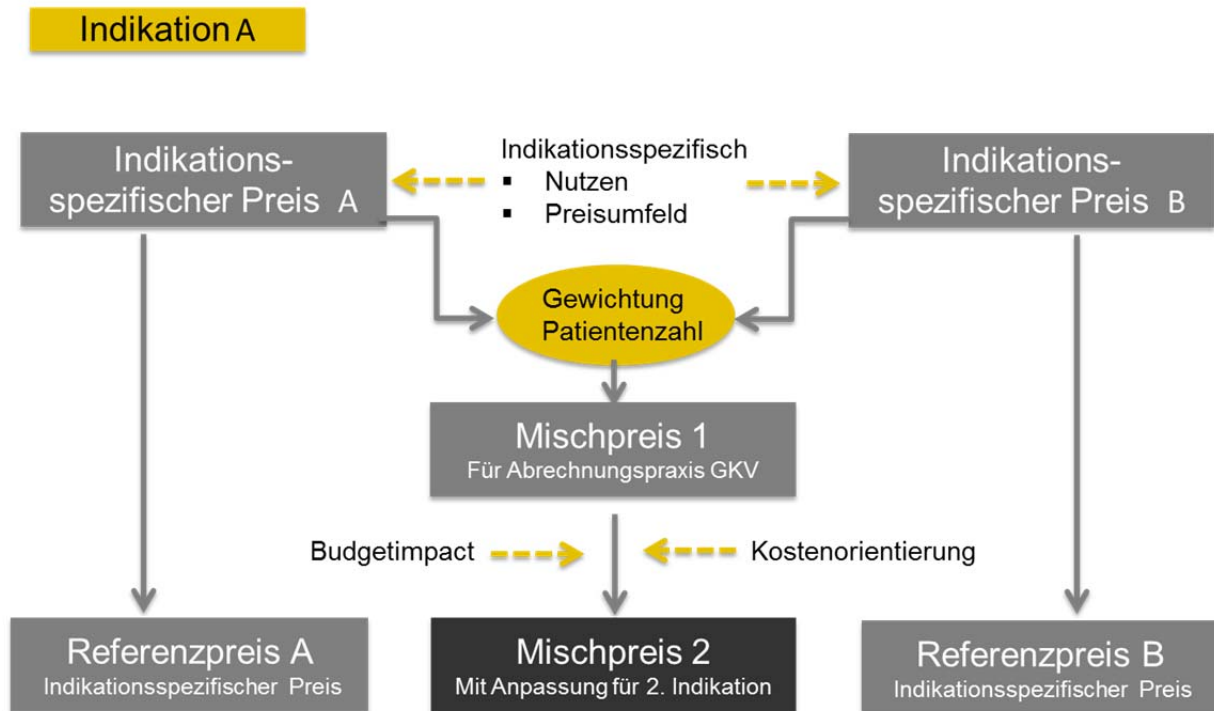 Indikation A
Indikations-
spezifischer Preis A
Indikationsspezifisch
▪ Nutzen
▪ Preisumfeld
Indikations-
spezifischer Preis B
Gewichtung
Patientenzahl
Mischpreis 1
Für Abrechnungspraxis GKV
Budgetimpact
Kostenorientierung
Referenzpreis A
Indikationsspezifischer Preis
Mischpreis 2
Mit Anpassung für 2. Indikation
Referenzpreis B
Indikationsspezifischer Preis